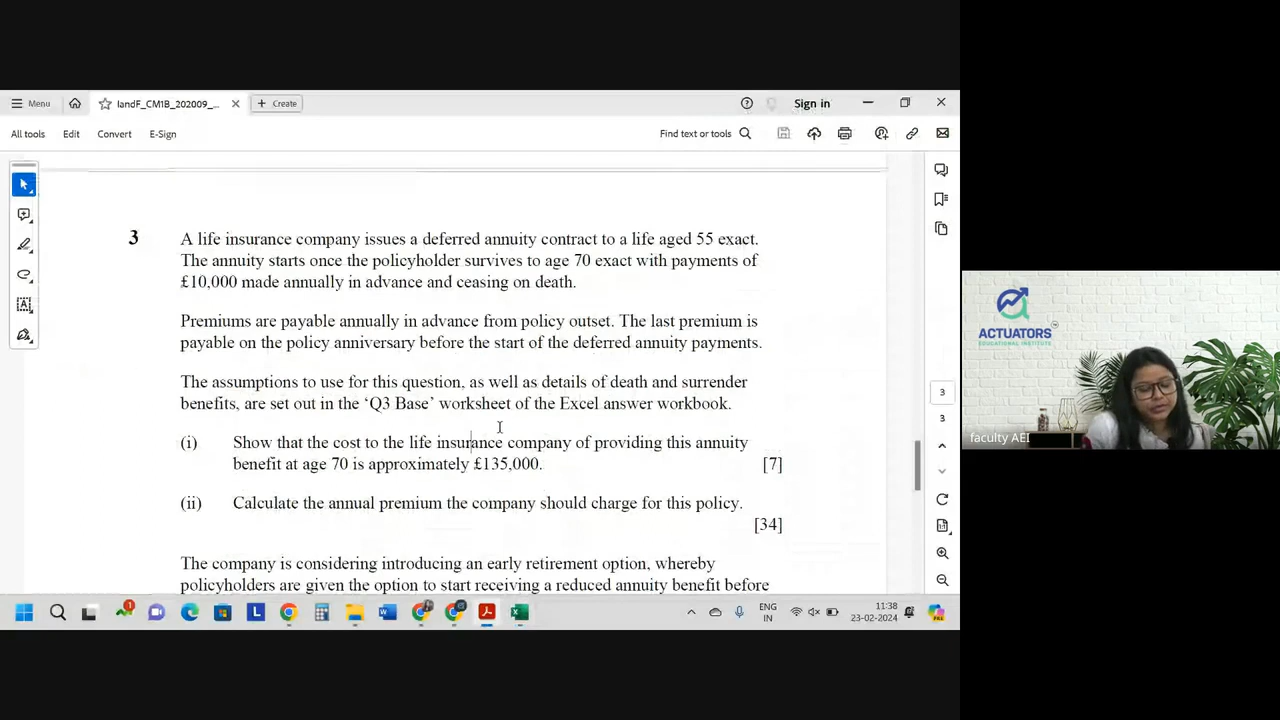 Menu
IandF_CM1B_202009_...
Create
Sign in
All tools
Edit
Convert
E-Sign
Find text or tools
3
A life insurance company issues a deferred annuity contract to a life aged 55 exact.
The annuity starts once the policyholder survives to age 70 exact with payments of
£10,000 made annually in advance and ceasing on death.
Premiums are payable annually in advance from policy outset. The last premium is
payable on the policy anniversary before the start of the deferred annuity payments.
The assumptions to use for this question, as well as details of death and surrender
benefits, are set out in the ‘Q3 Base’ worksheet of the Excel answer workbook.
(i) Show that the cost to the life insurance company of providing this annuity
benefit at age 70 is approximately £135,000. [7]
(ii) Calculate the annual premium the company should charge for this policy.
[34]
The company is considering introducing an early retirement option, whereby
policyholders are given the option to start receiving a reduced annuity benefit before
3
3
ENG
IN
11:38
23-02-2024
ACTUATORS
EDUCATIONAL INSTITUTE
faculty AEI